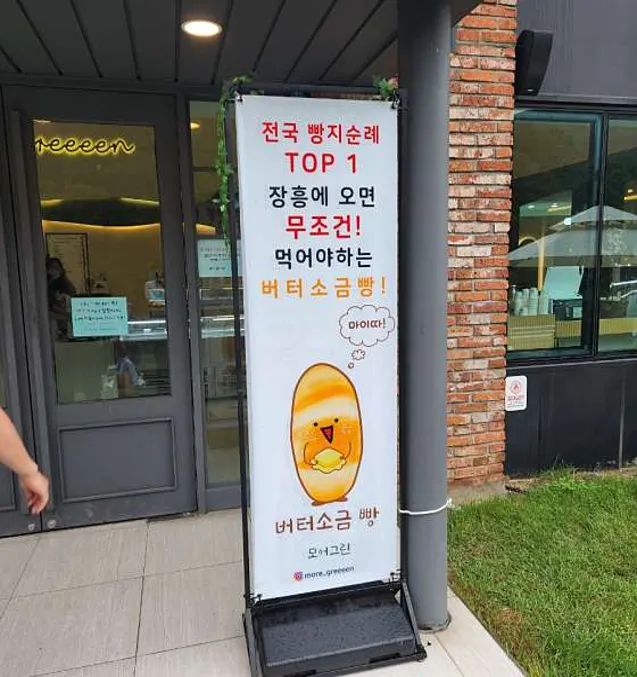 reeeen
전국 빵지순례
TOP 1
장흥에 오면
무조건!
먹어야하는
버터소금빵!
마이따!
버터소금빵
모어그린
more_greeeen